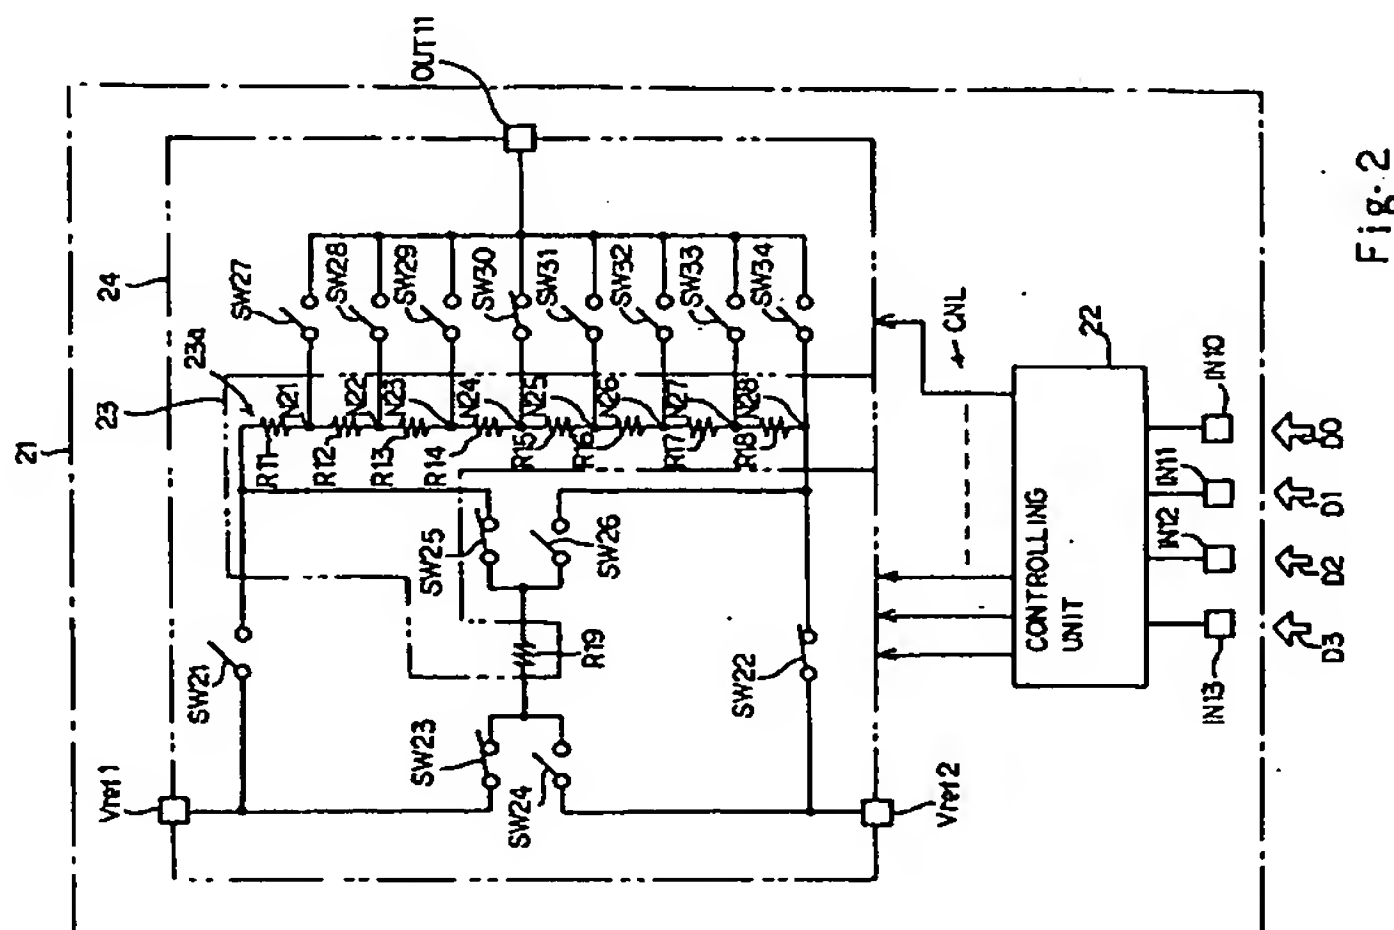 21
24
OUT11
23
23a
SW27
SW28
SW29
SW30
SW31
SW32
SW33
SW34
R11
R12
R13
R14
R15
R16
R17
R18
N21
N22
N23
N24
N25
N26
N27
N28
SW21
SW25
SW26
R19
SW22
SW23
SW24
Vref1
Vref2
CNL
22
CONTROLLING
UNIT
IN10
IN11
IN12
IN13
D0
D1
D2
D3
Fig. 2